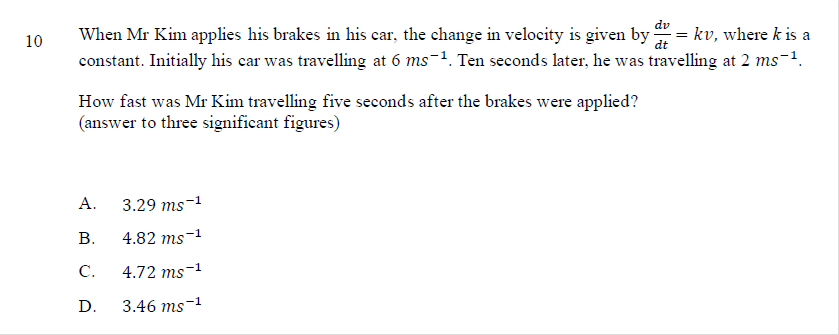 10 When Mr Kim applies his brakes in his car, the change in velocity is given by dv/dt = kv, where k is a
constant. Initially his car was travelling at 6 ms⁻¹. Ten seconds later, he was travelling at 2 ms⁻¹.
How fast was Mr Kim travelling five seconds after the brakes were applied?
(answer to three significant figures)
A. 3.29 ms⁻¹
B. 4.82 ms⁻¹
C. 4.72 ms⁻¹
D. 3.46 ms⁻¹